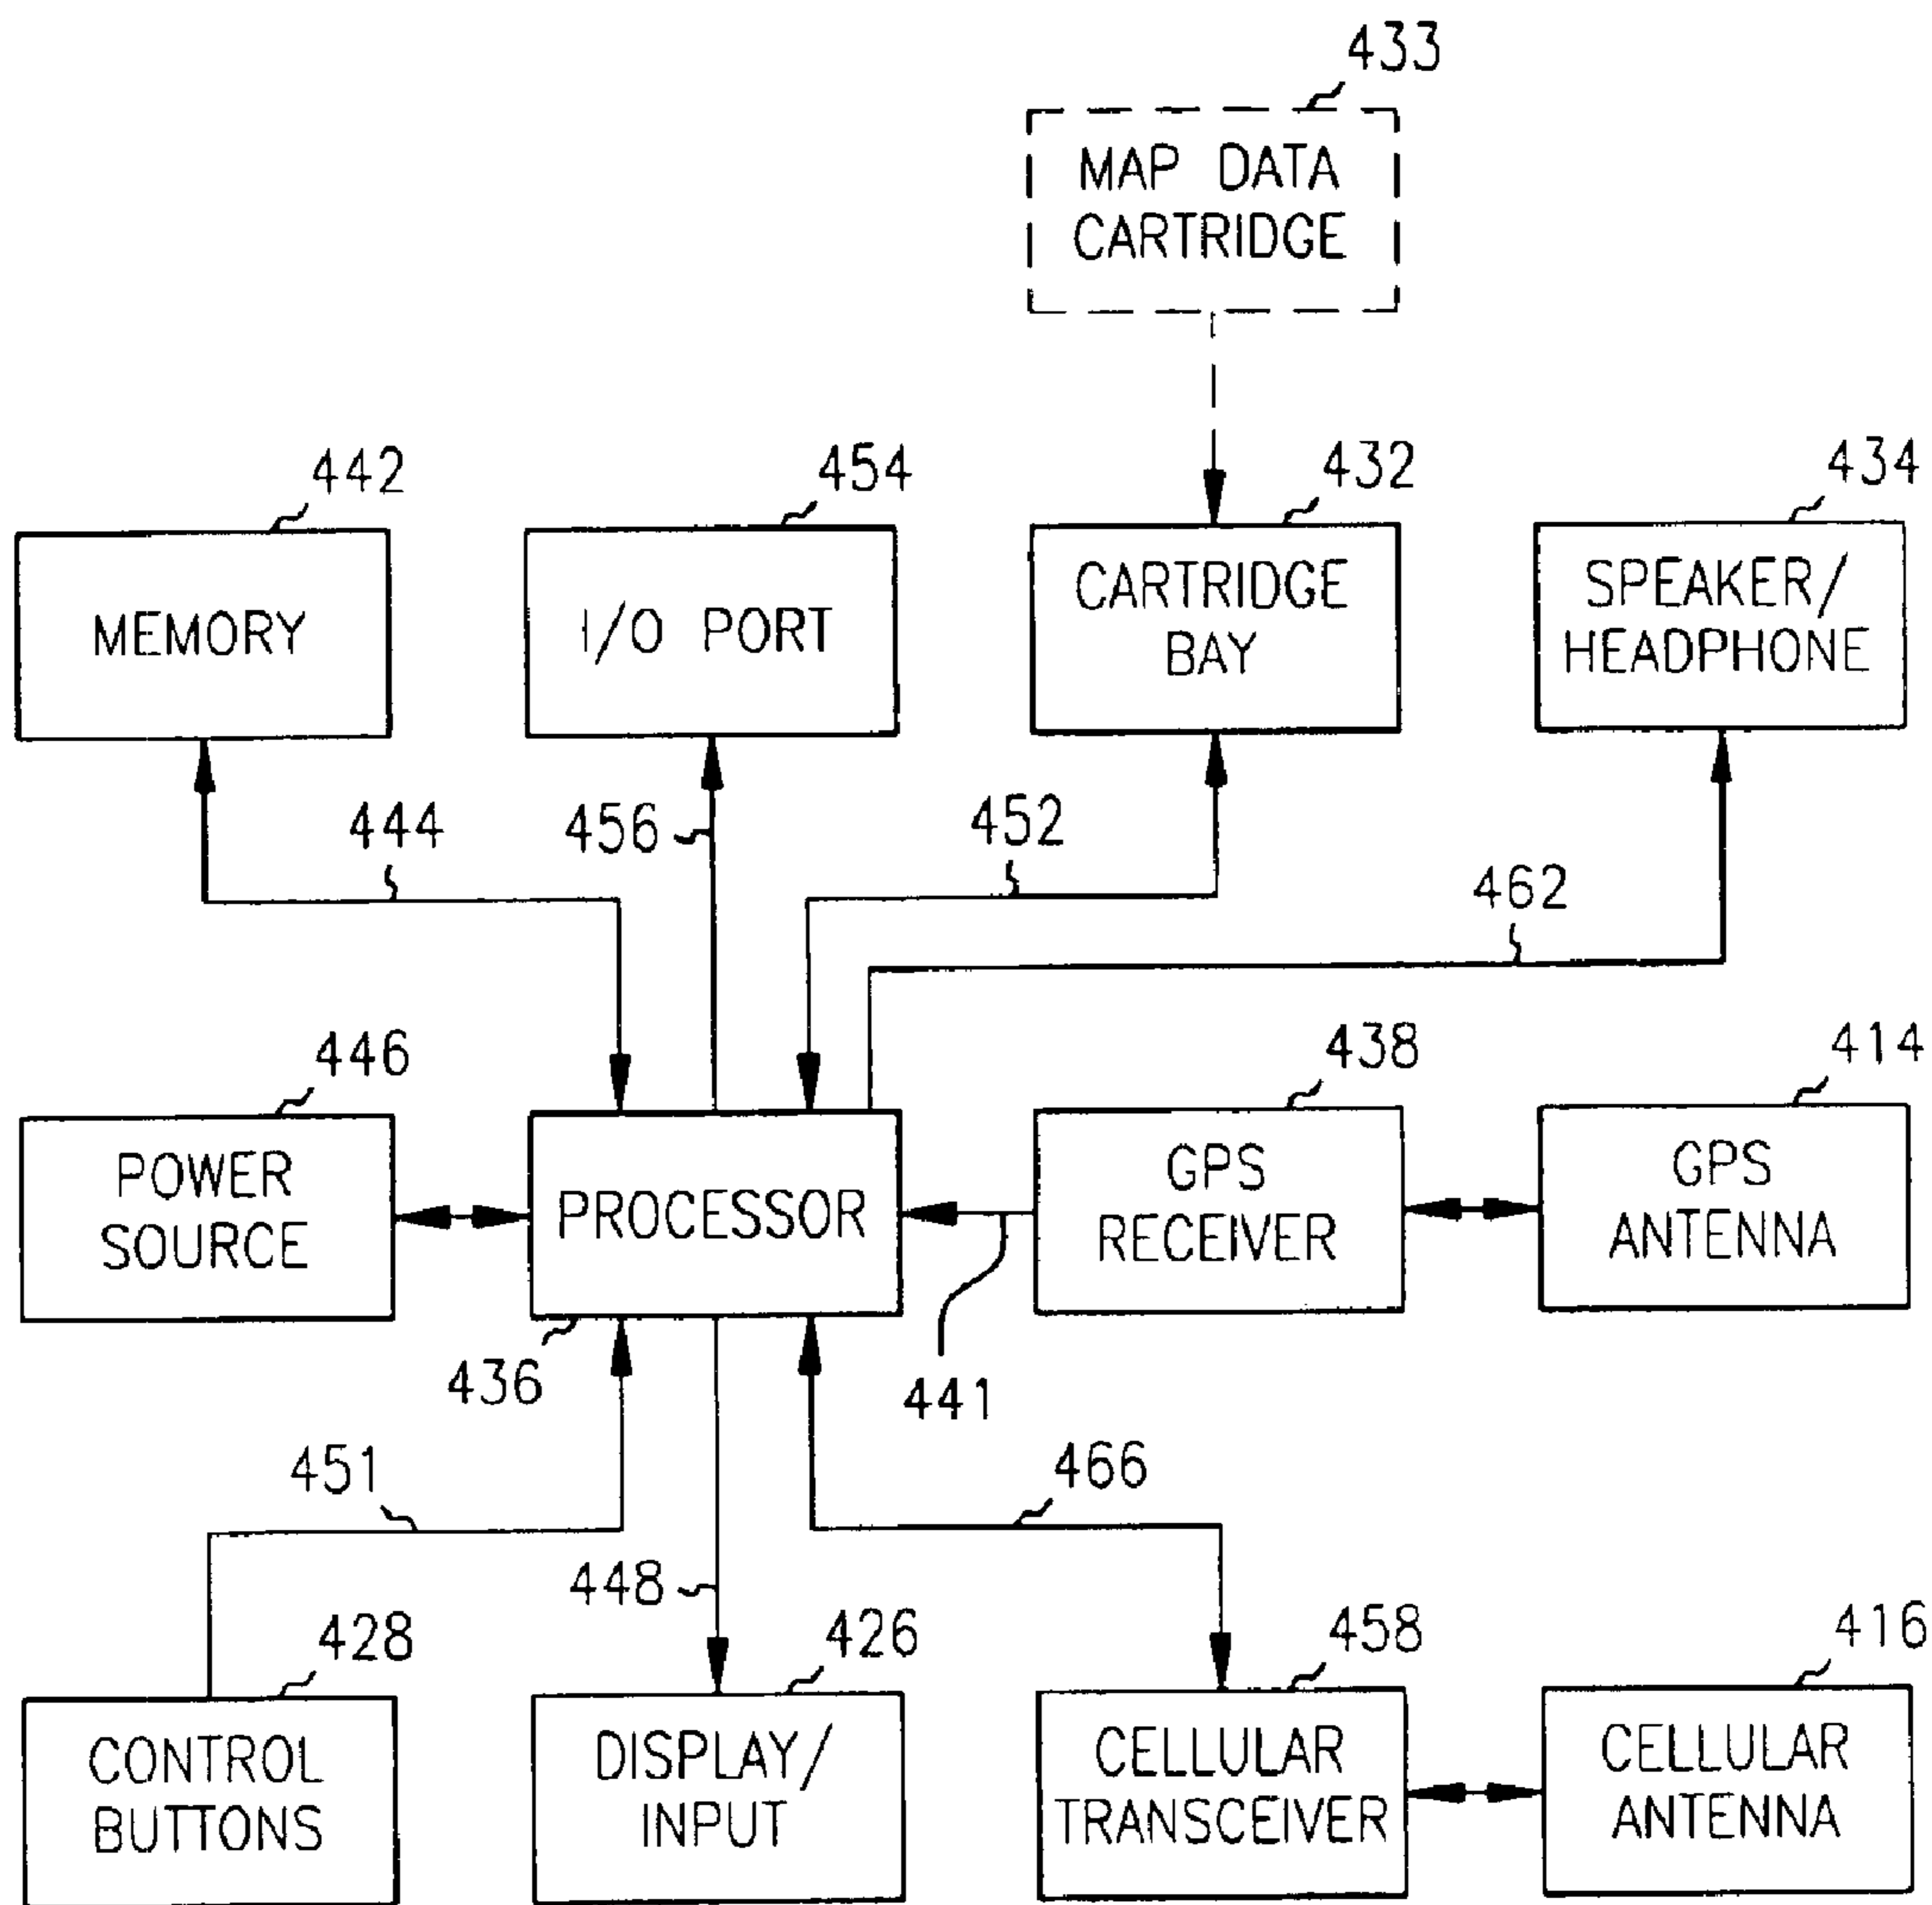 433
MAP DATA
CARTRIDGE
442
454
432
434
MEMORY
I/O PORT
CARTRIDGE
BAY
SPEAKER/
HEADPHONE
444
456
452
462
446
438
414
POWER
SOURCE
PROCESSOR
GPS
RECEIVER
GPS
ANTENNA
436
441
451
466
448
428
426
458
416
CONTROL
BUTTONS
DISPLAY/
INPUT
CELLULAR
TRANSCEIVER
CELLULAR
ANTENNA